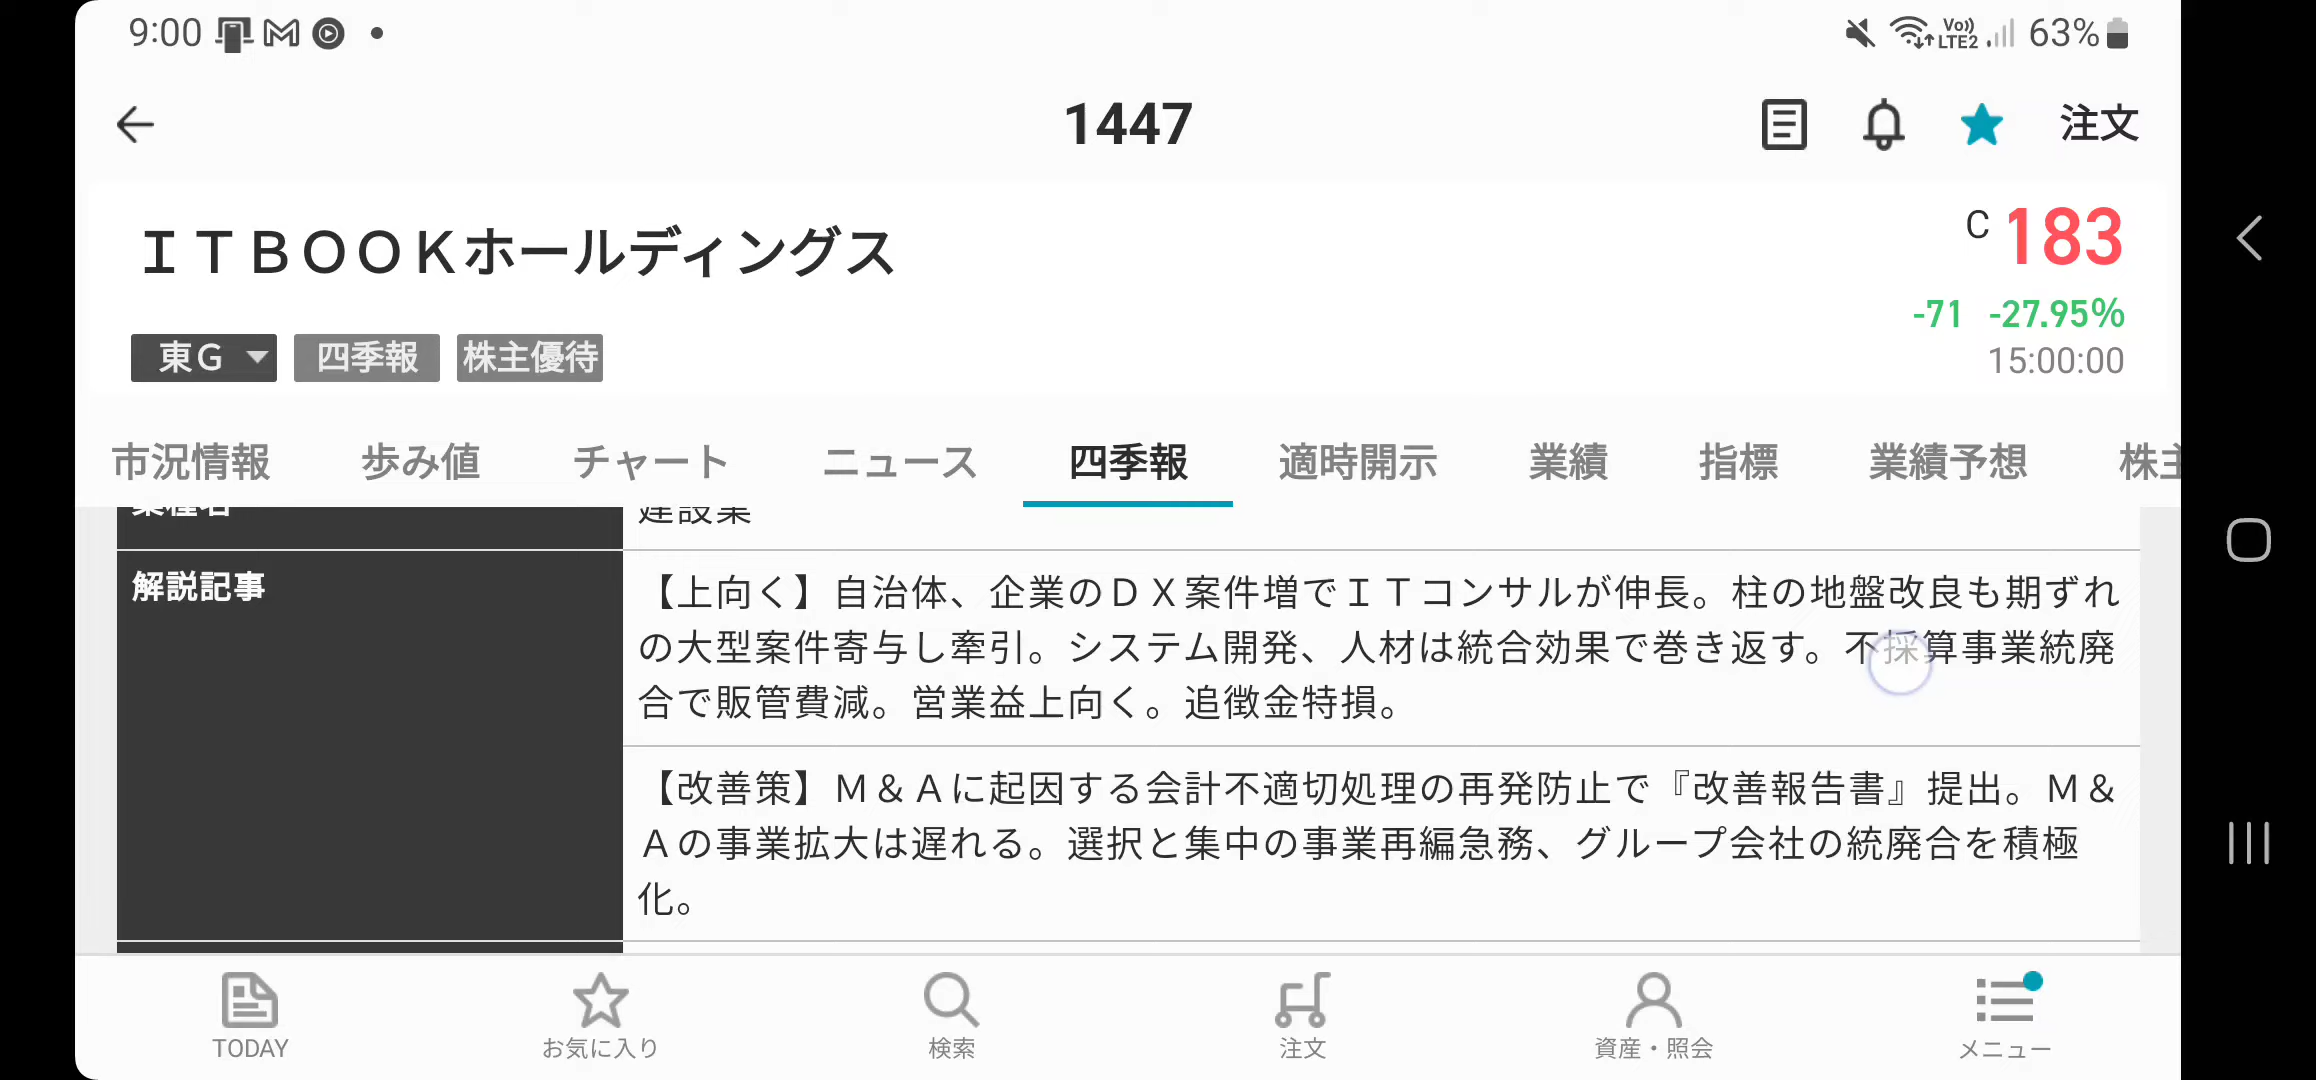 9:00
Vo)) LTE2 63%
1447
注文
ＩＴＢＯＯＫホールディングス
C 183
-71 -27.95%
15:00:00
東G 四季報 株主優待
市況情報 歩み値 チャート ニュース 四季報 適時開示 業績 指標 業績予想 株主
業種名 建設業
解説記事
【上向く】自治体、企業のＤＸ案件増でＩＴコンサルが伸長。柱の地盤改良も期ずれ
の大型案件寄与し牽引。システム開発、人材は統合効果で巻き返す。不採算事業統廃
合で販管費減。営業益上向く。追徴金特損。
【改善策】Ｍ＆Ａに起因する会計不適切処理の再発防止で『改善報告書』提出。Ｍ＆
Ａの事業拡大は遅れる。選択と集中の事業再編急務、グループ会社の統廃合を積極
化。
TODAY お気に入り 検索 注文 資産・照会 メニュー